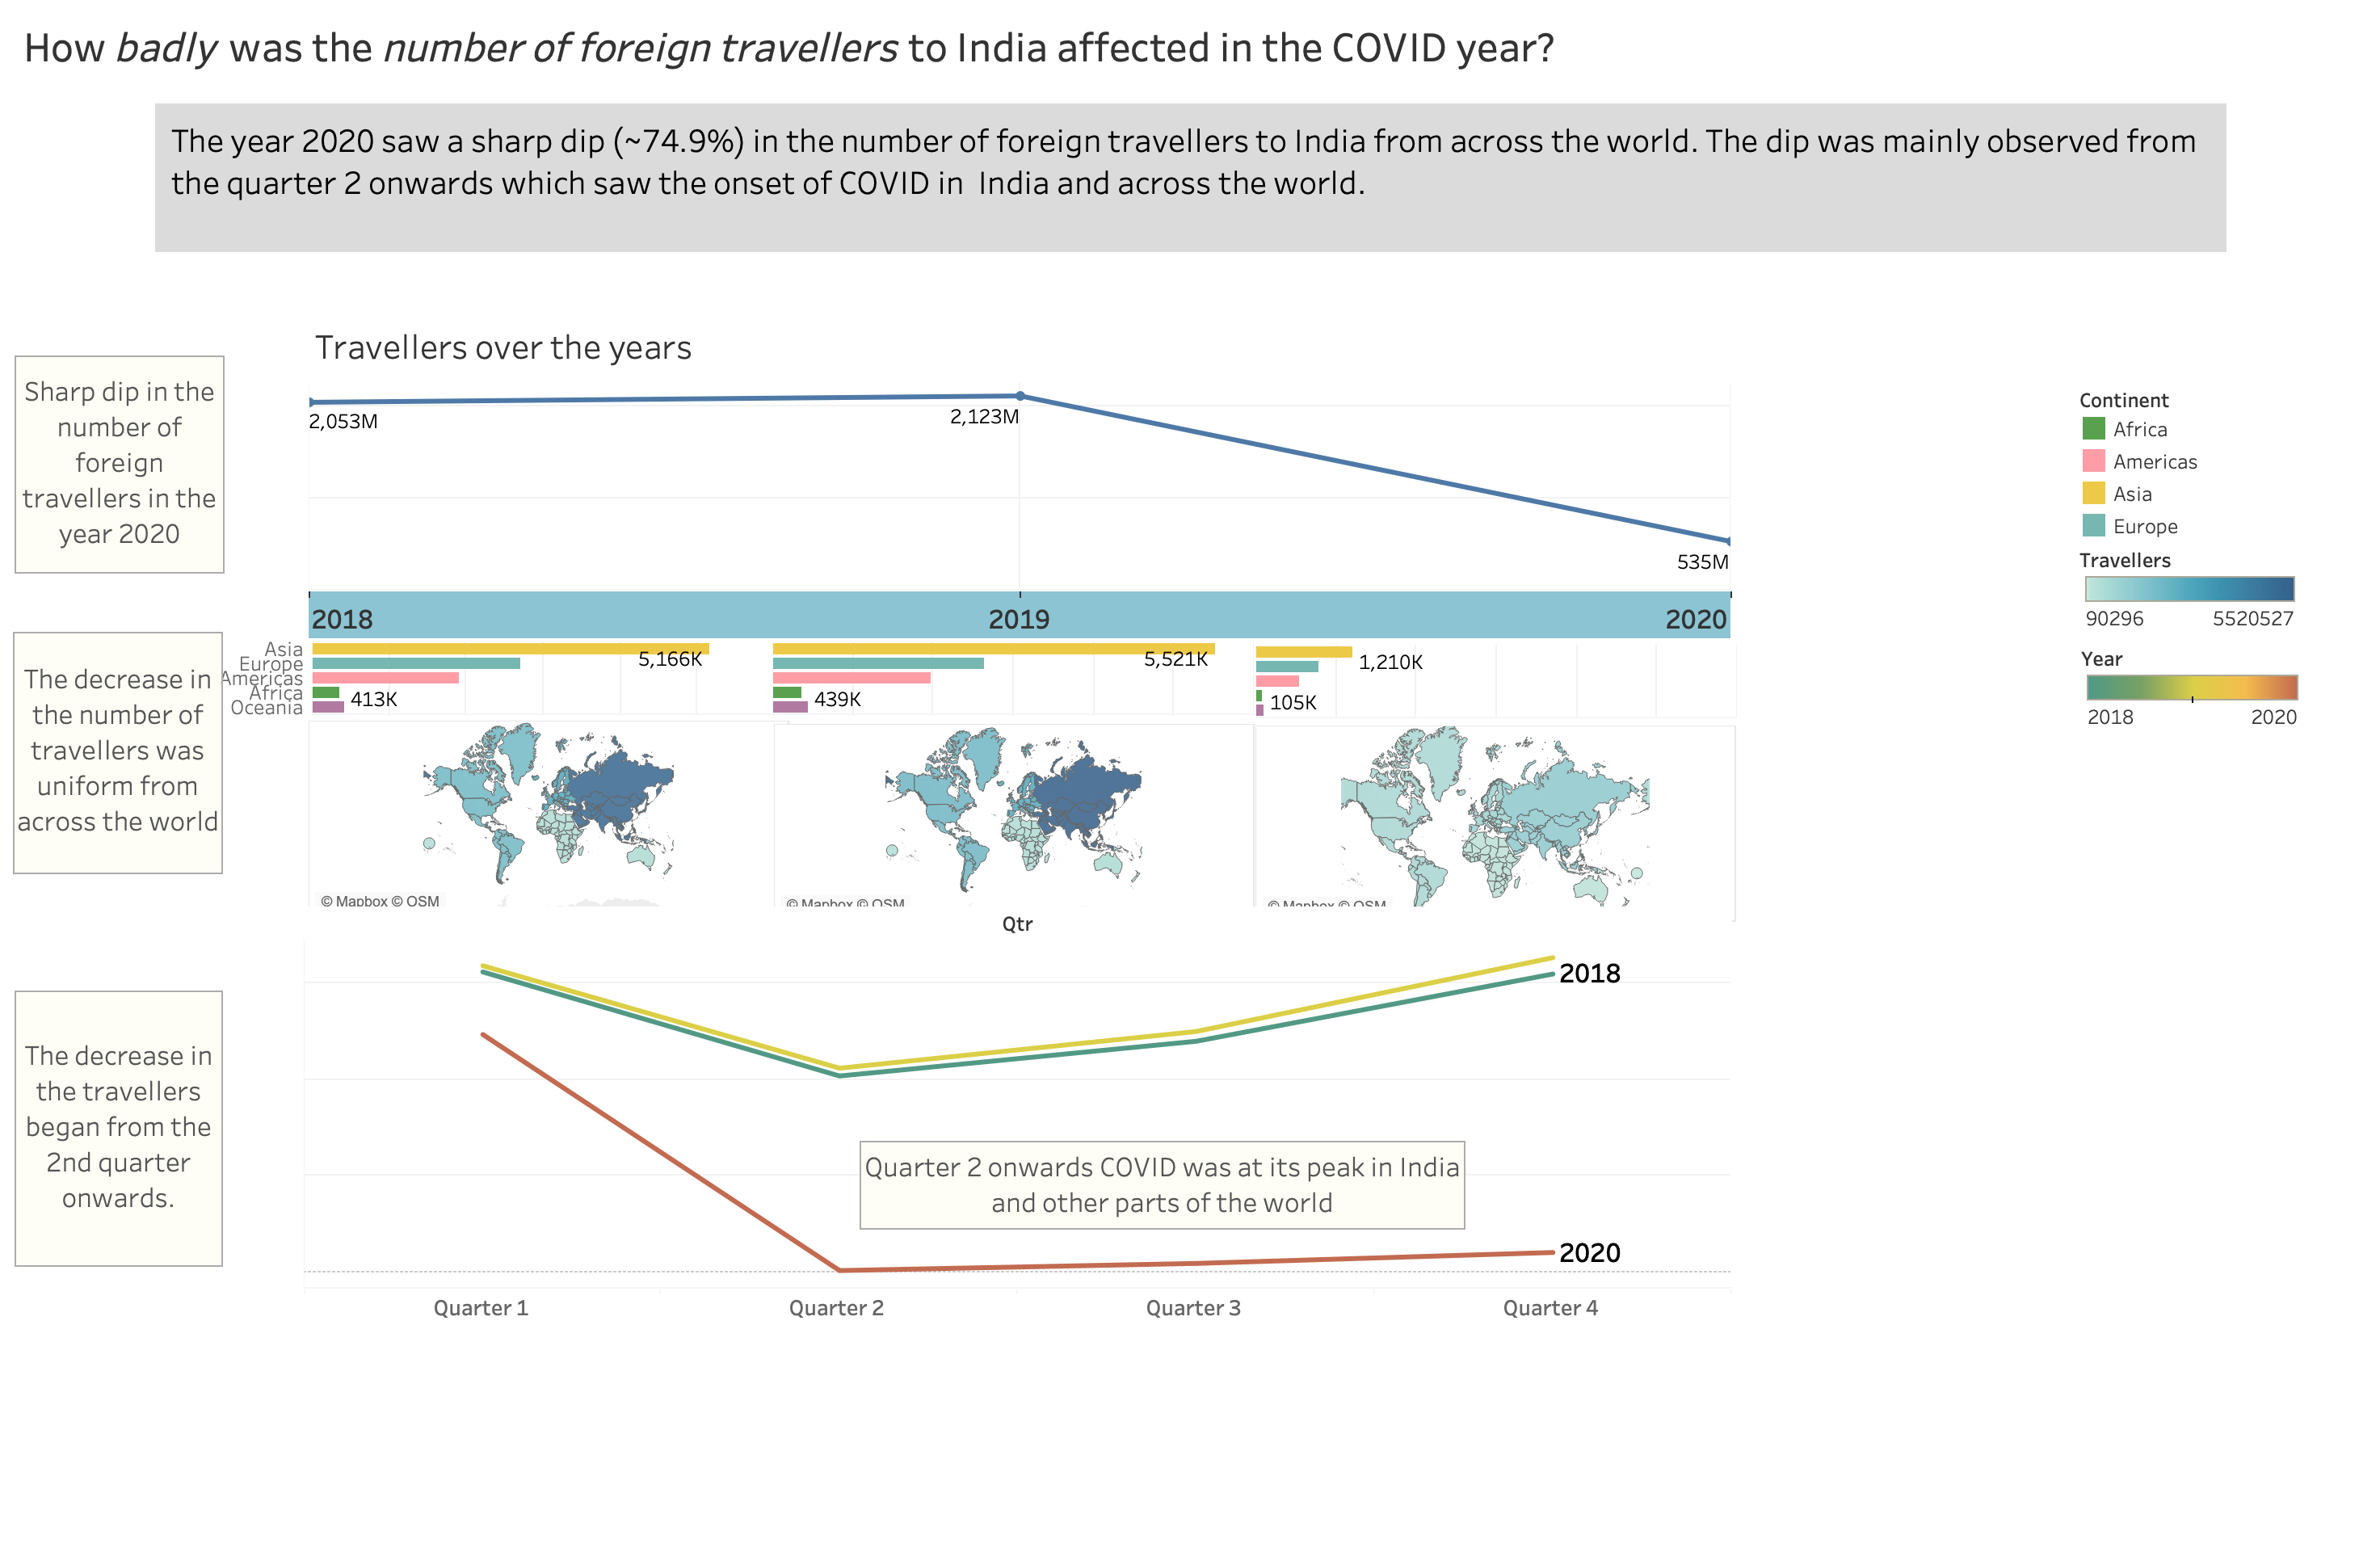 How badly was the number of foreign travellers to India affected in the COVID year?
The year 2020 saw a sharp dip (~74.9%) in the number of foreign travellers to India from across the world. The dip was mainly observed from
the quarter 2 onwards which saw the onset of COVID in  India and across the world.
Travellers over the years
Sharp dip in the
number of
foreign
travellers in the
year 2020
2,053M
2,123M
535M
2018
2019
2020
Continent
Africa
Americas
Asia
Europe
Travellers
90296
5520527
Year
2018
2020
The decrease in
the number of
travellers was
uniform from
across the world
Asia
Europe
Americas
Africa
Oceania
5,166K
413K
5,521K
439K
1,210K
105K
© Mapbox © OSM
© Mapbox © OSM
© Mapbox © OSM
Qtr
The decrease in
the travellers
began from the
2nd quarter
onwards.
2018
Quarter 2 onwards COVID was at its peak in India
and other parts of the world
2020
Quarter 1
Quarter 2
Quarter 3
Quarter 4